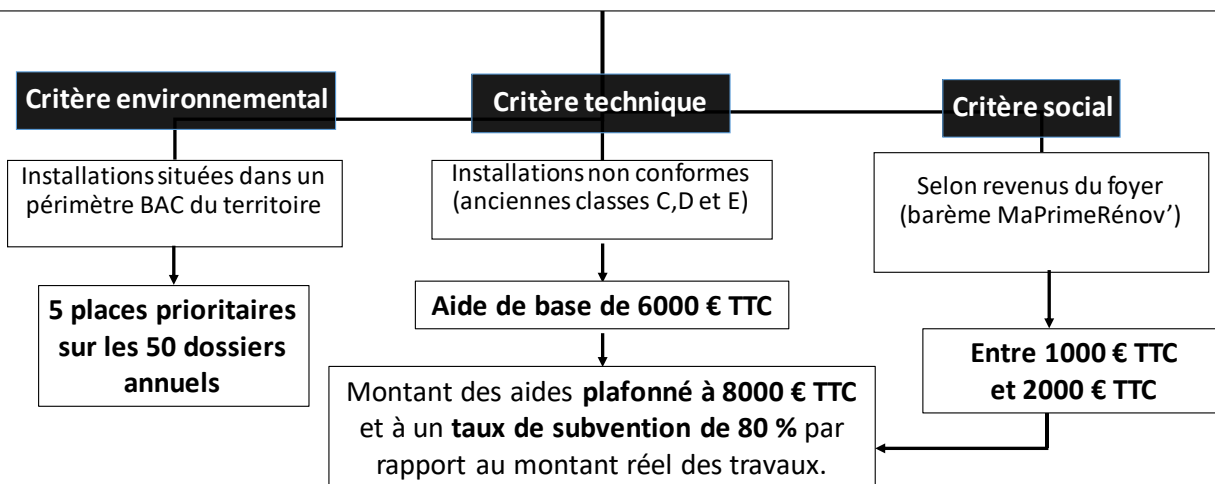 Critère environnemental
Installations situées dans un
périmètre BAC du territoire
5 places prioritaires
sur les 50 dossiers
annuels
Critère technique
Installations non conformes
(anciennes classes C,D et E)
Aide de base de 6000 € TTC
Montant des aides plafonné à 8000 € TTC
et à un taux de subvention de 80 % par
rapport au montant réel des travaux.
Critère social
Selon revenus du foyer
(barème MaPrimeRénov’)
Entre 1000 € TTC
et 2000 € TTC